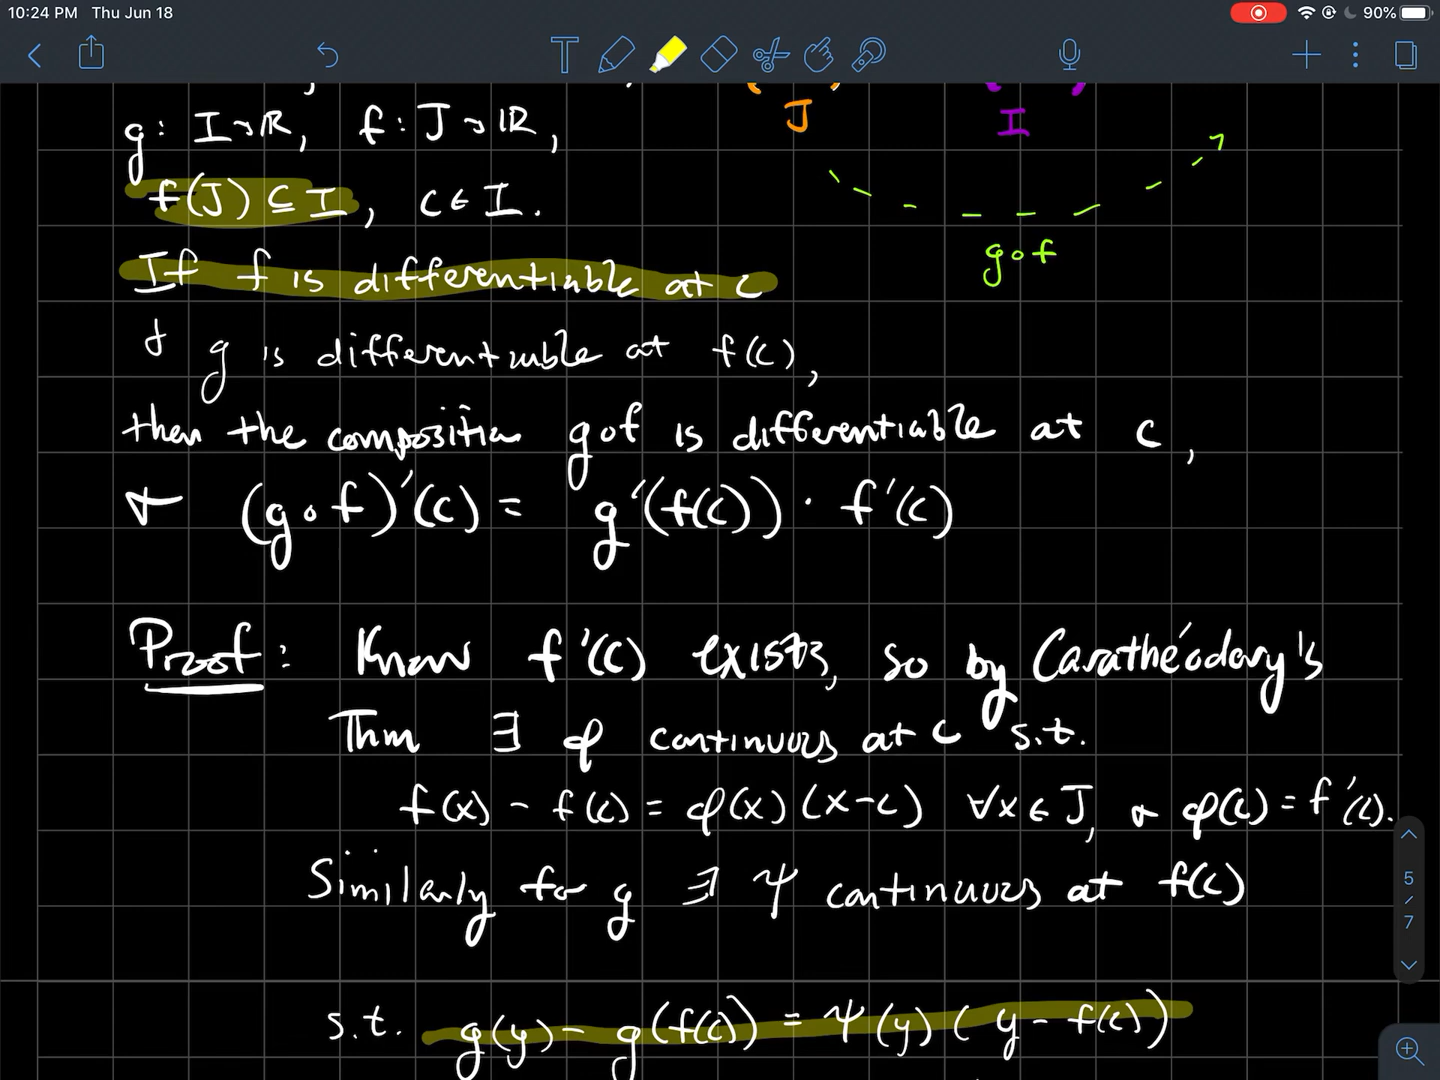 10:24 PM Thu Jun 18
90%
J
I
g: I→ℝ, f: J→ℝ,
f(J) ⊆ I, c ∈ I.
g∘f
If f is differentiable at c
& g is differentiable at f(c),
then the composition g∘f is differentiable at c,
& (g∘f)'(c) = g'(f(c)) · f'(c)
Proof: Know f'(c) exists, so by Carathéodory's
Thm ∃ φ continuous at c s.t.
f(x) - f(c) = φ(x)(x-c) ∀x ∈ J, & φ(c) = f'(c).
Similarly for g ∃ ψ continuous at f(c)
5
/
7
s.t. g(y) - g(f(c)) = ψ(y)(y - f(c))